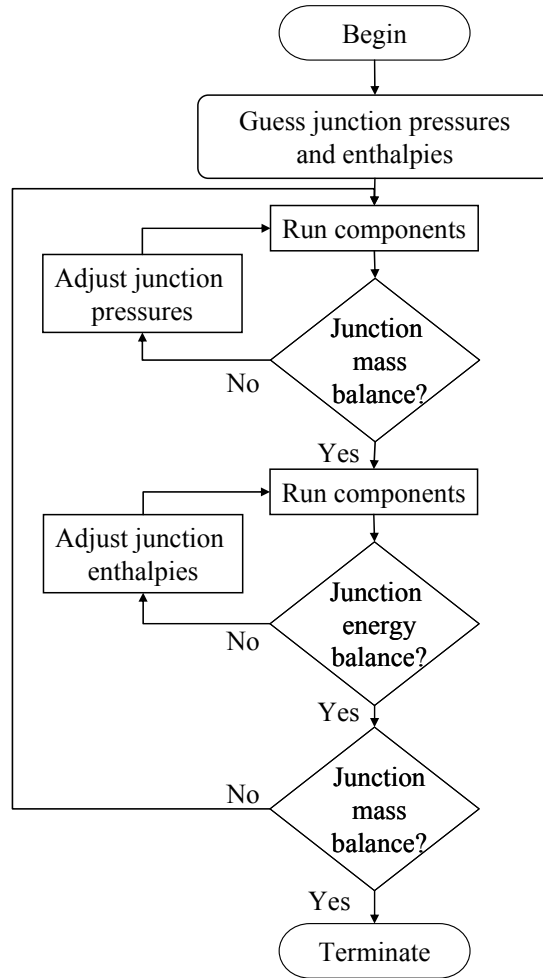 Begin
Guess junction pressures
and enthalpies
Run components
Adjust junction
pressures
Junction
mass
balance?
No
Yes
Run components
Adjust junction
enthalpies
Junction
energy
balance?
No
Yes
Junction
mass
balance?
No
Yes
Terminate